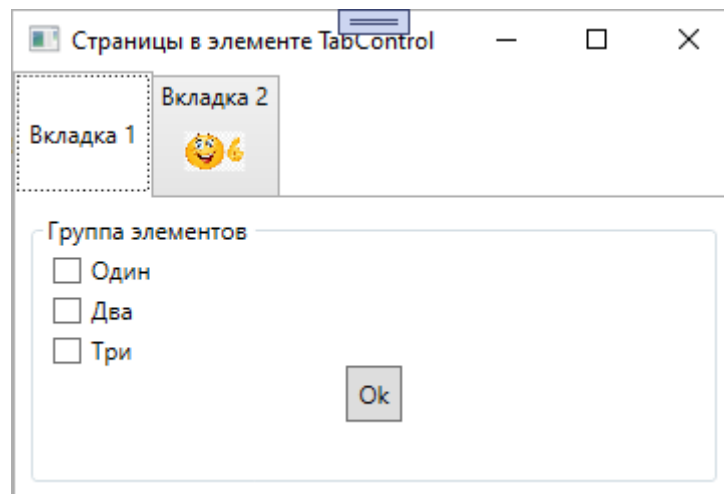 Страницы в элементе TabControl
Вкладка 1
Вкладка 2
Группа элементов
Один
Два
Три
Ok